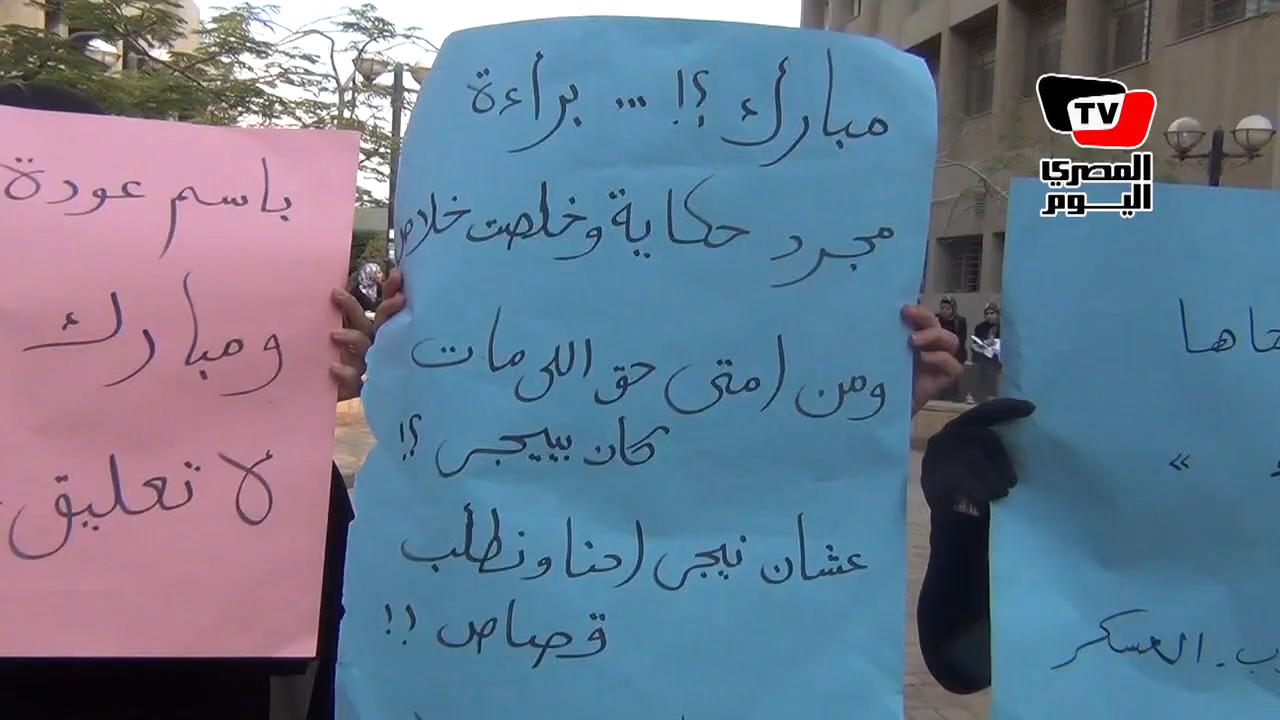 مبارك ؟! ... براءة
مجرد حكاية وخلصت خلاص
ومن امتى حق اللى مات
كان بييجى ؟!
عشان نيجى احنا ونطلب
قصاص !؟
باسم عودة
ومبارك
لا تعليق
«
العسكر
TV
المصري
اليوم